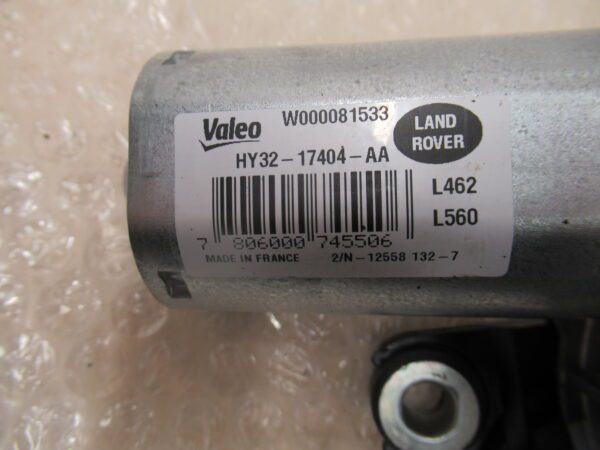 Valeo W000081533 LAND ROVER
HY32-17404-AA
L462
L560
7 806000 745506
MADE IN FRANCE 2/N-12558 132-7